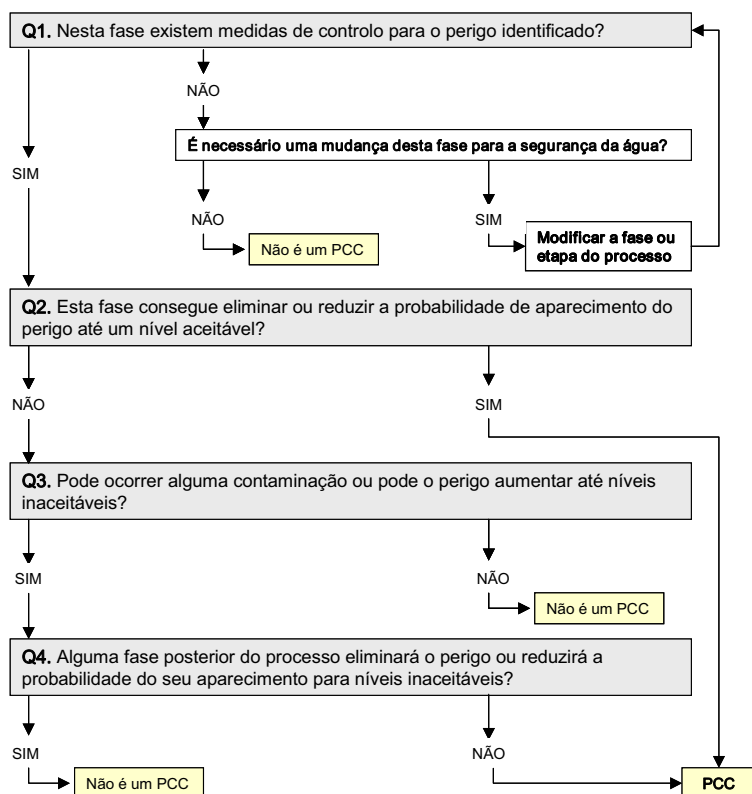 Q1. Nesta fase existem medidas de controlo para o perigo identificado?
NÃO
É necessário uma mudança desta fase para a segurança da água?
SIM
NÃO
SIM
Não é um PCC
Modificar a fase ou
etapa do processo
Q2. Esta fase consegue eliminar ou reduzir a probabilidade de aparecimento do
perigo até um nível aceitável?
NÃO
SIM
Q3. Pode ocorrer alguma contaminação ou pode o perigo aumentar até níveis
inaceitáveis?
SIM
NÃO
Não é um PCC
Q4. Alguma fase posterior do processo eliminará o perigo ou reduzirá a
probabilidade do seu aparecimento para níveis inaceitáveis?
SIM
NÃO
Não é um PCC
PCC